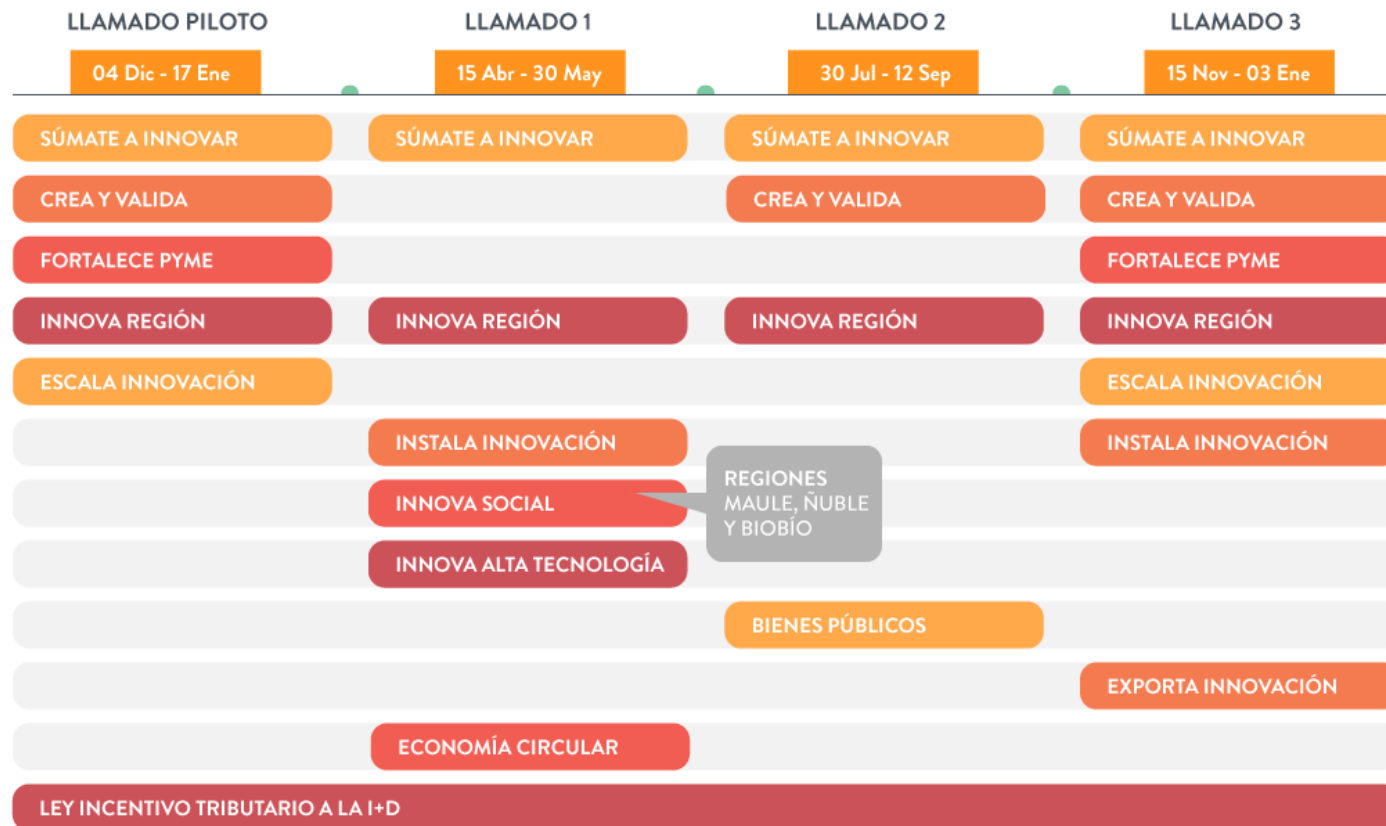 LLAMADO PILOTO
LLAMADO 1
LLAMADO 2
LLAMADO 3
04 Dic - 17 Ene
15 Abr - 30 May
30 Jul - 12 Sep
15 Nov - 03 Ene
SÚMATE A INNOVAR
SÚMATE A INNOVAR
SÚMATE A INNOVAR
SÚMATE A INNOVAR
CREA Y VALIDA
CREA Y VALIDA
CREA Y VALIDA
FORTALECE PYME
FORTALECE PYME
INNOVA REGIÓN
INNOVA REGIÓN
INNOVA REGIÓN
INNOVA REGIÓN
ESCALA INNOVACIÓN
ESCALA INNOVACIÓN
INSTALA INNOVACIÓN
INSTALA INNOVACIÓN
INNOVA SOCIAL
REGIONES
MAULE, ÑUBLE
Y BIOBÍO
INNOVA ALTA TECNOLOGÍA
BIENES PÚBLICOS
EXPORTA INNOVACIÓN
ECONOMÍA CIRCULAR
LEY INCENTIVO TRIBUTARIO A LA I+D